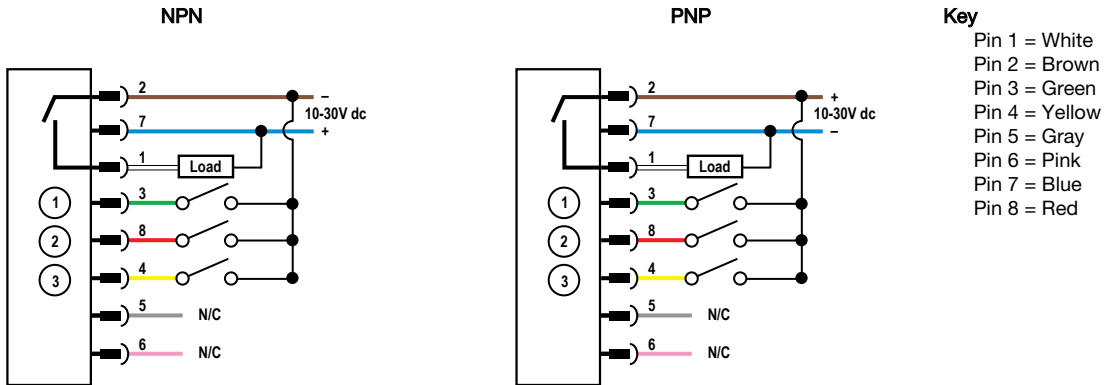 NPN
2
–
10-30V dc
7
+
1
Load
1
3
2
8
3
4
5
N/C
6
N/C
PNP
2
+
10-30V dc
7
–
1
Load
1
3
2
8
3
4
5
N/C
6
N/C
Key
Pin 1 = White
Pin 2 = Brown
Pin 3 = Green
Pin 4 = Yellow
Pin 5 = Gray
Pin 6 = Pink
Pin 7 = Blue
Pin 8 = Red